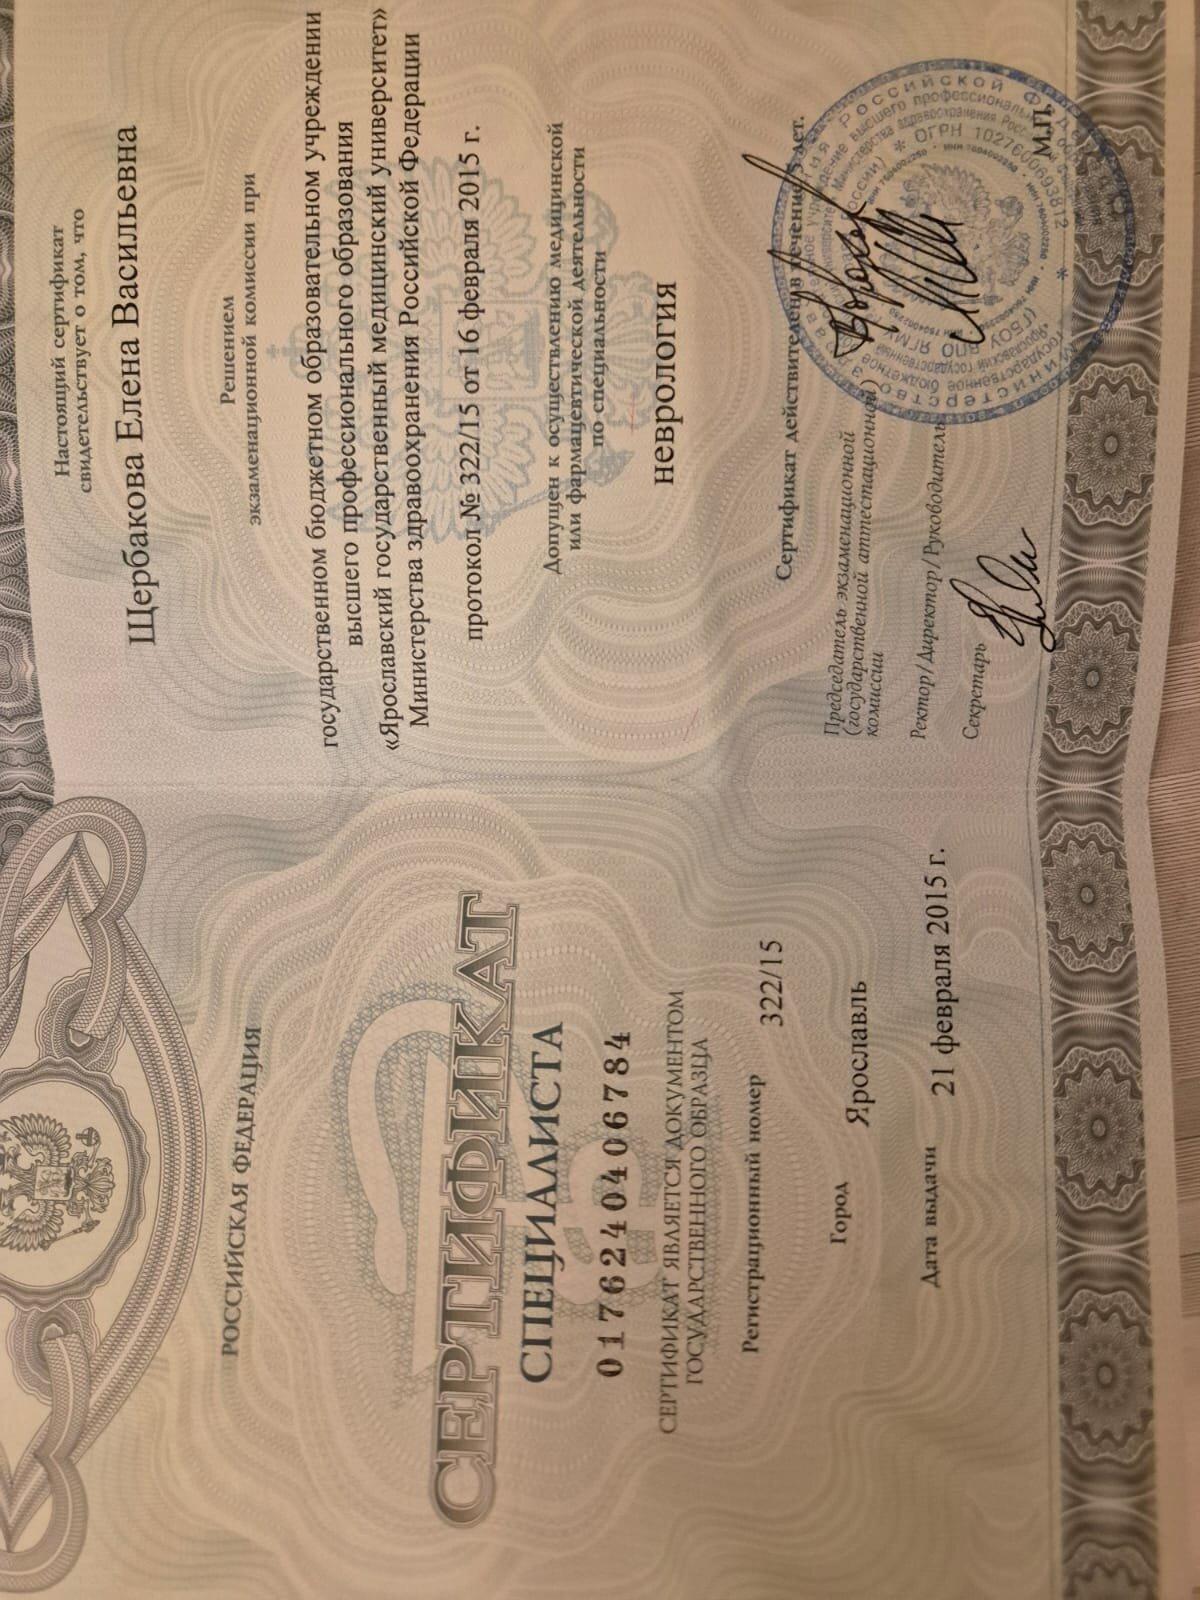 РОССИЙСКАЯ ФЕДЕРАЦИЯ
СЕРТИФИКАТ
СПЕЦИАЛИСТА
0176240406784
СЕРТИФИКАТ ЯВЛЯЕТСЯ ДОКУМЕНТОМ
ГОСУДАРСТВЕННОГО ОБРАЗЦА
Регистрационный номер 322/15
Город Ярославль
Дата выдачи 21 февраля 2015 г.
Настоящий сертификат
свидетельствует о том, что
Щербакова Елена Васильевна
Решением
экзаменационной комиссии при
государственном бюджетном образовательном учреждении
высшего профессионального образования
«Ярославский государственный медицинский университет»
Министерства здравоохранения Российской Федерации
протокол № 322/15 от 16 февраля 2015 г.
Допущен к осуществлению медицинской
или фармацевтической деятельности
по специальности
неврология
Сертификат действителен в течение 5 лет.
Председатель экзаменационной
(государственной аттестационной)
комиссии
Ректор/Директор/Руководитель
Секретарь
М.П.
ОГРН 1027600693812